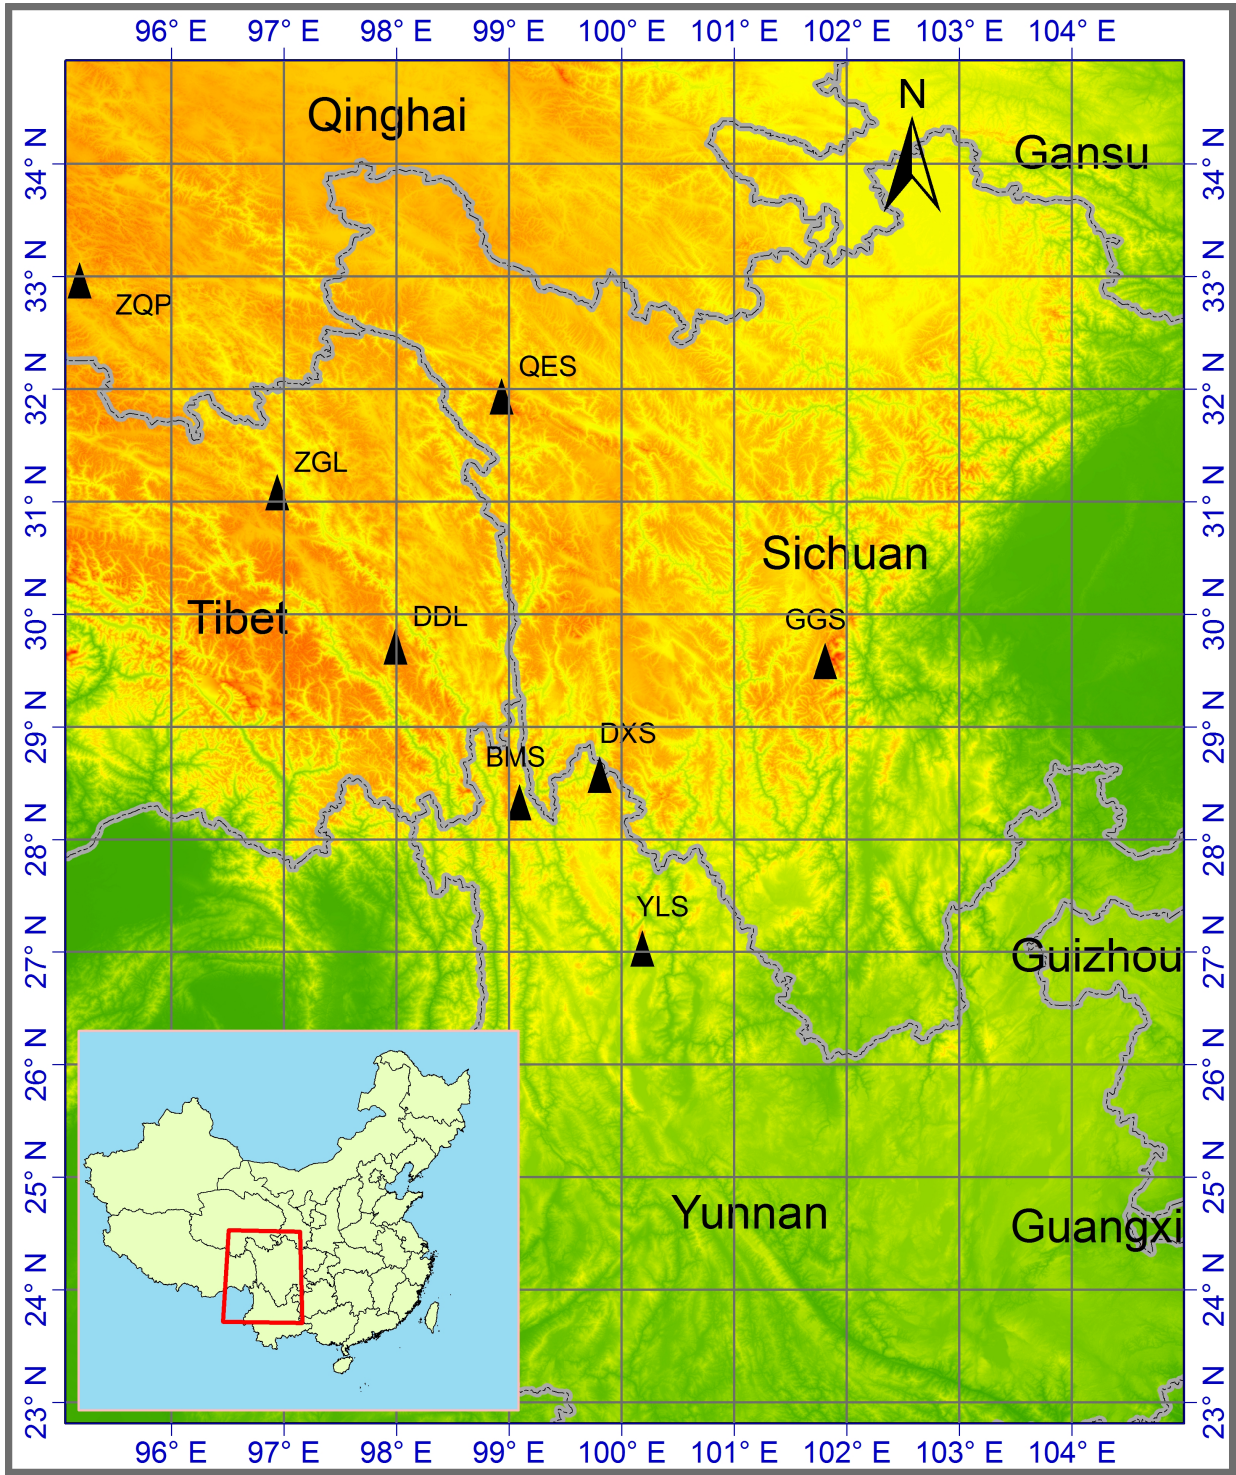 96° E 97° E 98° E 99° E 100° E 101° E 102° E 103° E 104° E
N
Qinghai
Gansu
34° N 34° N
33° N 33° N
ZQP
QES
32° N 32° N
ZGL
31° N 31° N
Sichuan
Tibet
DDL
GGS
30° N 30° N
DXS
29° N 29° N
BMS
28° N 28° N
YLS
Guizhou
27° N 27° N
26° N 26° N
25° N 25° N
Yunnan
Guangxi
24° N 24° N
23° N 23° N
96° E 97° E 98° E 99° E 100° E 101° E 102° E 103° E 104° E